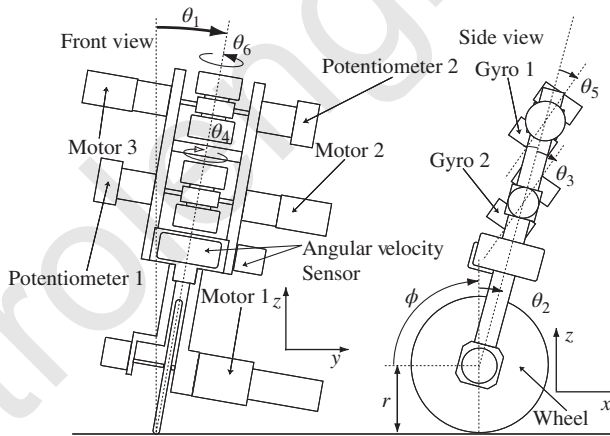 θ1
Front view
θ6
Potentiometer 2
θ4
Motor 3
Motor 2
Angular velocity
Sensor
Potentiometer 1
Motor 1
z
y
Side view
Gyro 1
θ5
Gyro 2
θ3
ϕ
θ2
z
r
x
Wheel